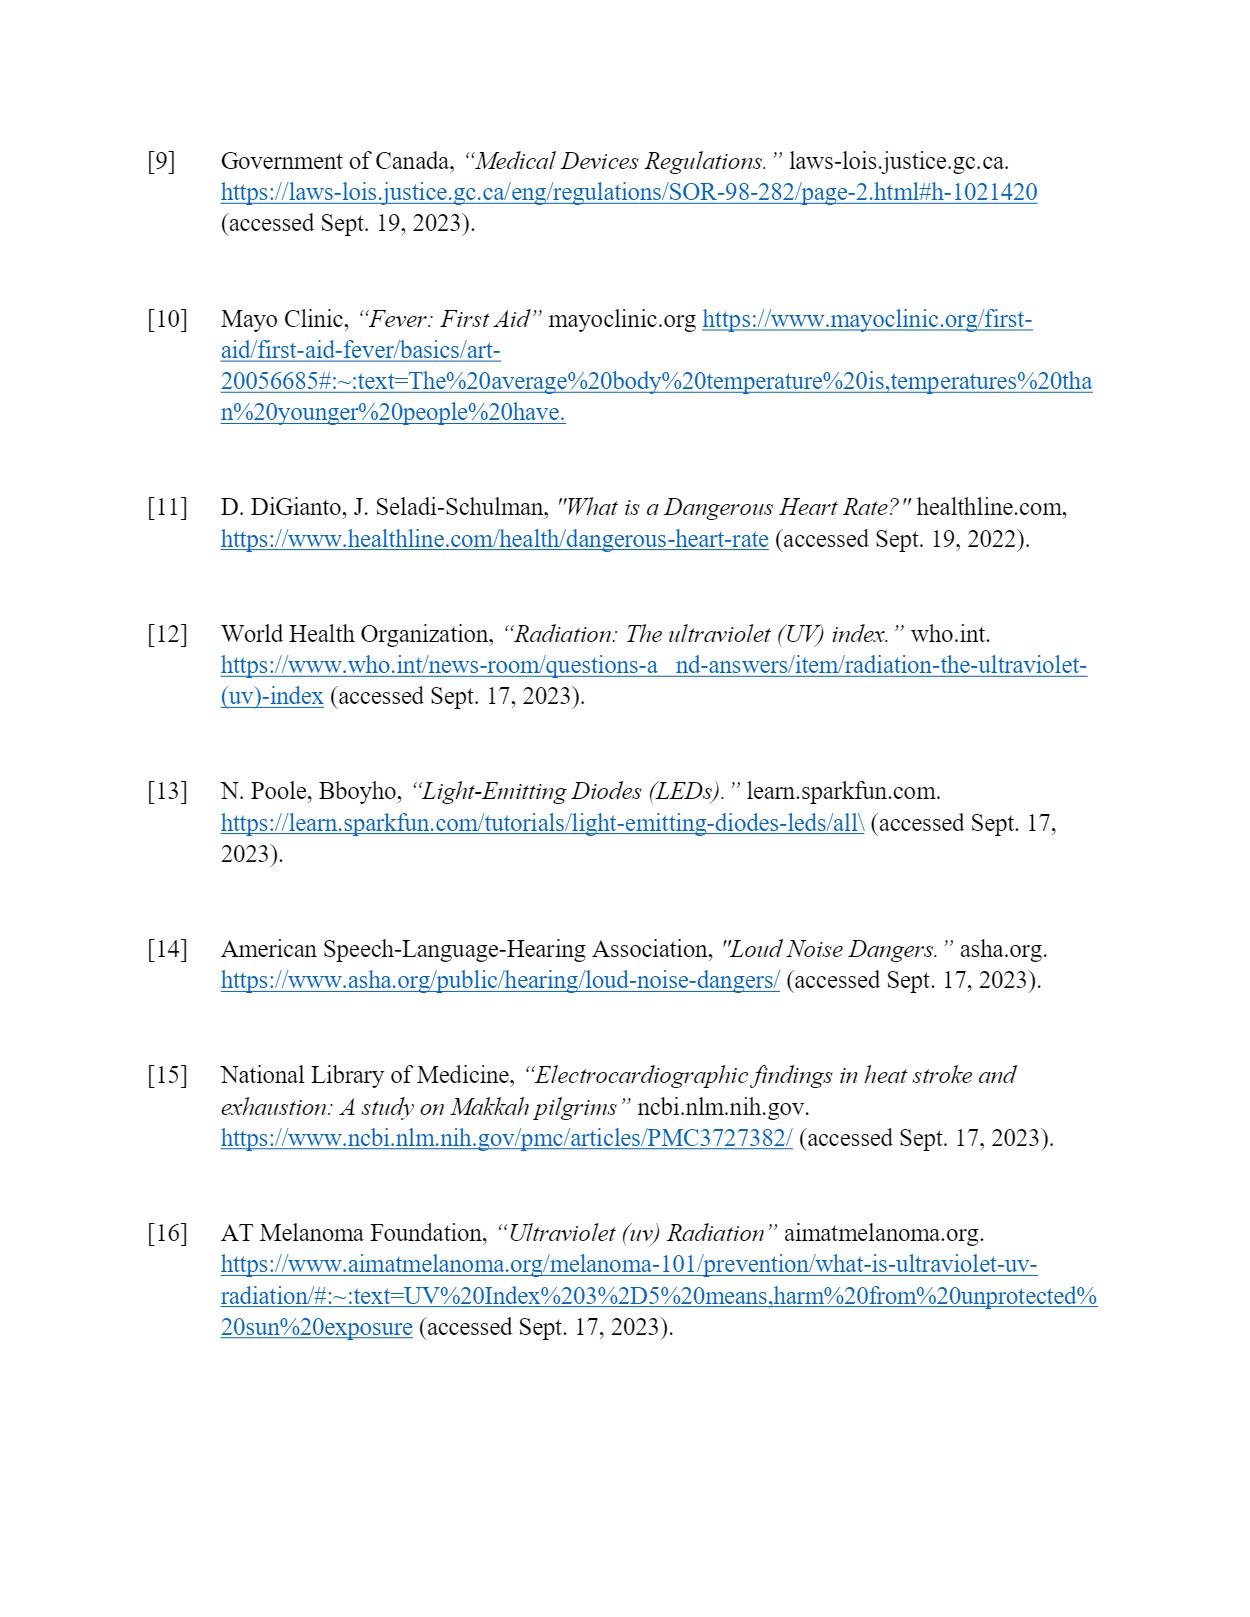 [9] Government of Canada, “Medical Devices Regulations.” laws-lois.justice.gc.ca.
https://laws-lois.justice.gc.ca/eng/regulations/SOR-98-282/page-2.html#h-1021420
(accessed Sept. 19, 2023).
[10] Mayo Clinic, “Fever: First Aid” mayoclinic.org https://www.mayoclinic.org/first-
aid/first-aid-fever/basics/art-
20056685#:~:text=The%20average%20body%20temperature%20is,temperatures%20tha
n%20younger%20people%20have.
[11] D. DiGianto, J. Seladi-Schulman, "What is a Dangerous Heart Rate?" healthline.com,
https://www.healthline.com/health/dangerous-heart-rate (accessed Sept. 19, 2022).
[12] World Health Organization, “Radiation: The ultraviolet (UV) index.” who.int.
https://www.who.int/news-room/questions-a nd-answers/item/radiation-the-ultraviolet-
(uv)-index (accessed Sept. 17, 2023).
[13] N. Poole, Bboyho, “Light-Emitting Diodes (LEDs).” learn.sparkfun.com.
https://learn.sparkfun.com/tutorials/light-emitting-diodes-leds/all\ (accessed Sept. 17,
2023).
[14] American Speech-Language-Hearing Association, "Loud Noise Dangers.” asha.org.
https://www.asha.org/public/hearing/loud-noise-dangers/ (accessed Sept. 17, 2023).
[15] National Library of Medicine, “Electrocardiographic findings in heat stroke and
exhaustion: A study on Makkah pilgrims” ncbi.nlm.nih.gov.
https://www.ncbi.nlm.nih.gov/pmc/articles/PMC3727382/ (accessed Sept. 17, 2023).
[16] AT Melanoma Foundation, “Ultraviolet (uv) Radiation” aimatmelanoma.org.
https://www.aimatmelanoma.org/melanoma-101/prevention/what-is-ultraviolet-uv-
radiation/#:~:text=UV%20Index%203%2D5%20means,harm%20from%20unprotected%
20sun%20exposure (accessed Sept. 17, 2023).